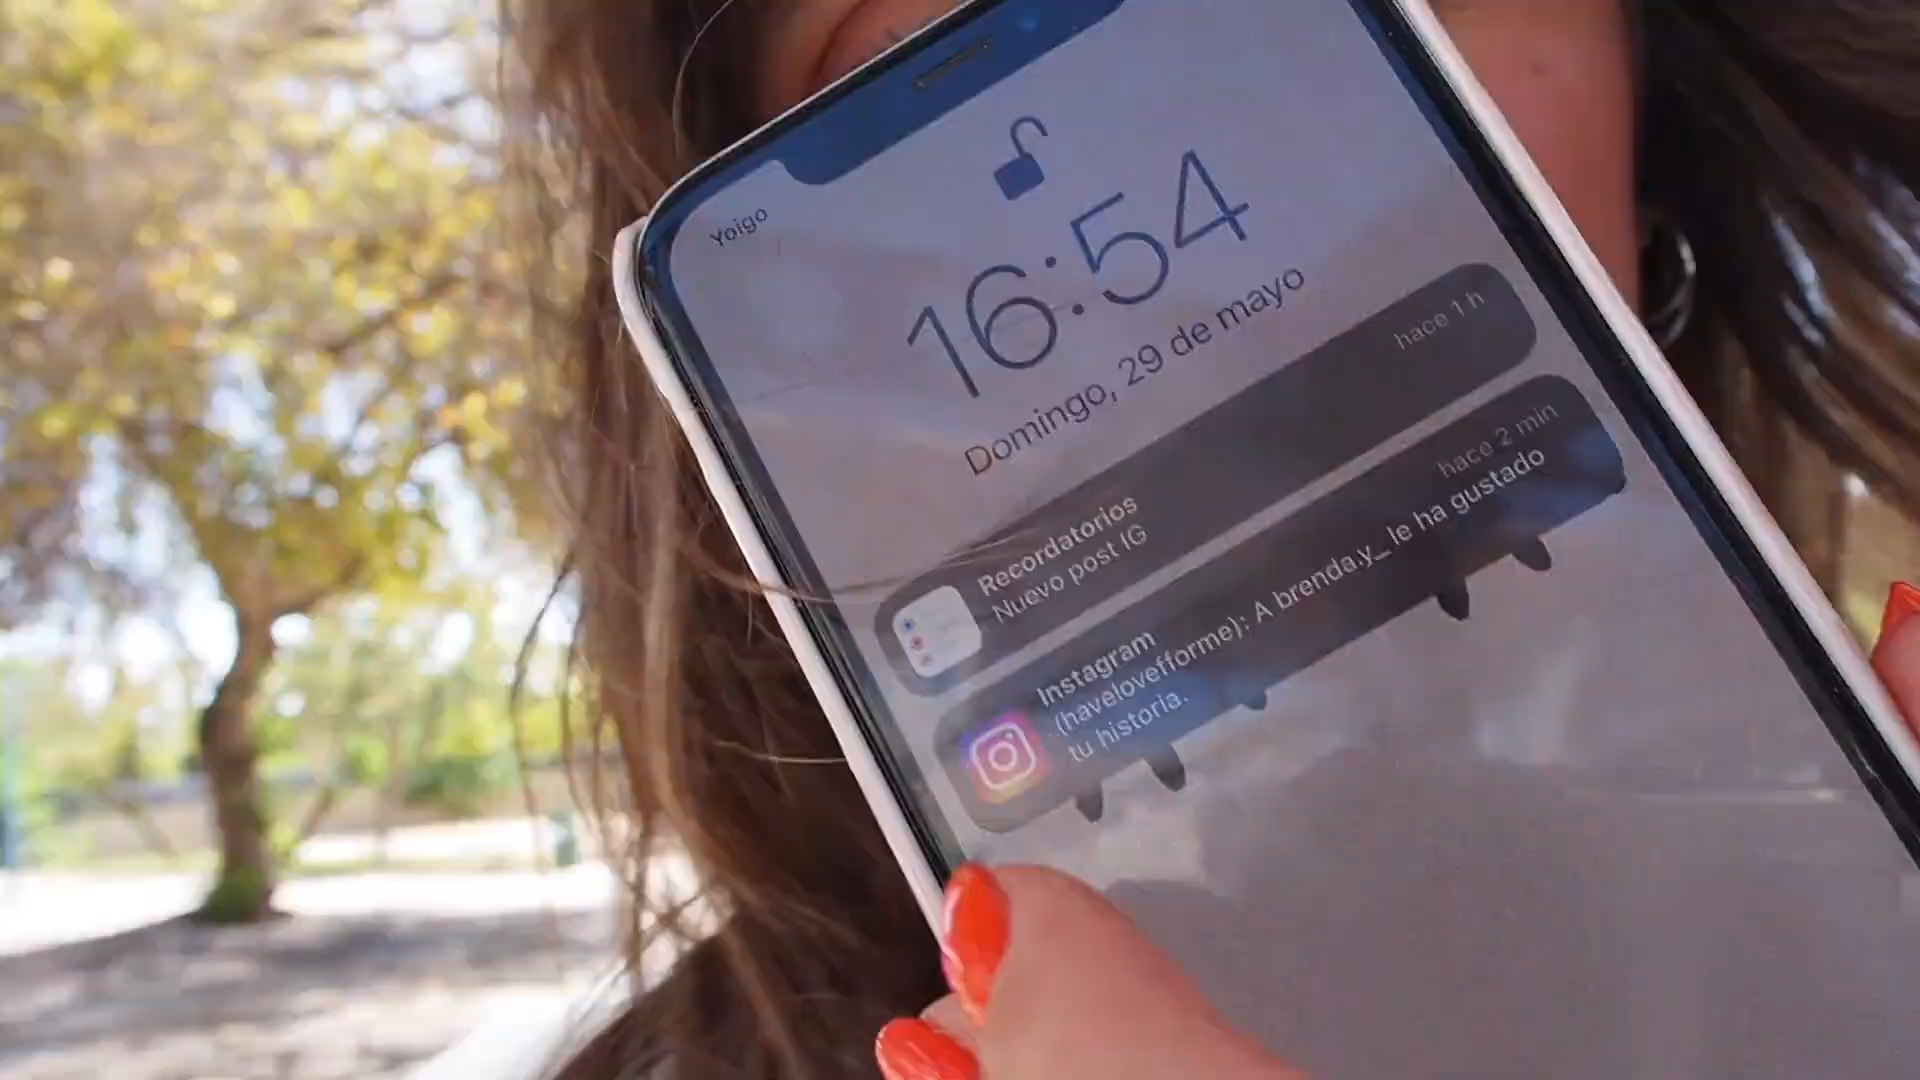 Yoigo
16:54
Domingo, 29 de mayo
hace 1 h
Recordatorios
Nuevo post IG
hace 2 min
Instagram
(havelovefforme): A brenda.y_ le ha gustado
tu historia.